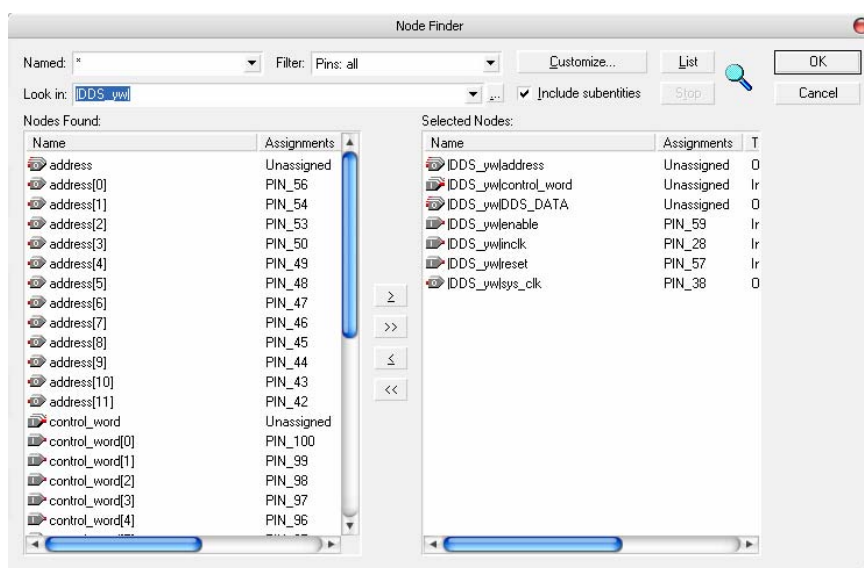 Node Finder
Named: * Filter: Pins: all Customize... List OK
Look in: |DDS_yw| ... Include subentities Stop Cancel
Nodes Found: Selected Nodes:
Name Assignments Name Assignments T
address Unassigned |DDS_yw|address Unassigned O
address[0] PIN_56 |DDS_yw|control_word Unassigned Ir
address[1] PIN_54 |DDS_yw|DDS_DATA Unassigned O
address[2] PIN_53 |DDS_yw|enable PIN_59 Ir
address[3] PIN_50 |DDS_yw|inclk PIN_28 Ir
address[4] PIN_49 |DDS_yw|reset PIN_57 Ir
address[5] PIN_48 |DDS_yw|sys_clk PIN_38 O
address[6] PIN_47
address[7] PIN_46
address[8] PIN_45
address[9] PIN_44
address[10] PIN_43
address[11] PIN_42
control_word Unassigned
control_word[0] PIN_100
control_word[1] PIN_99
control_word[2] PIN_98
control_word[3] PIN_97
control_word[4] PIN_96
≥
>>
≤
<<